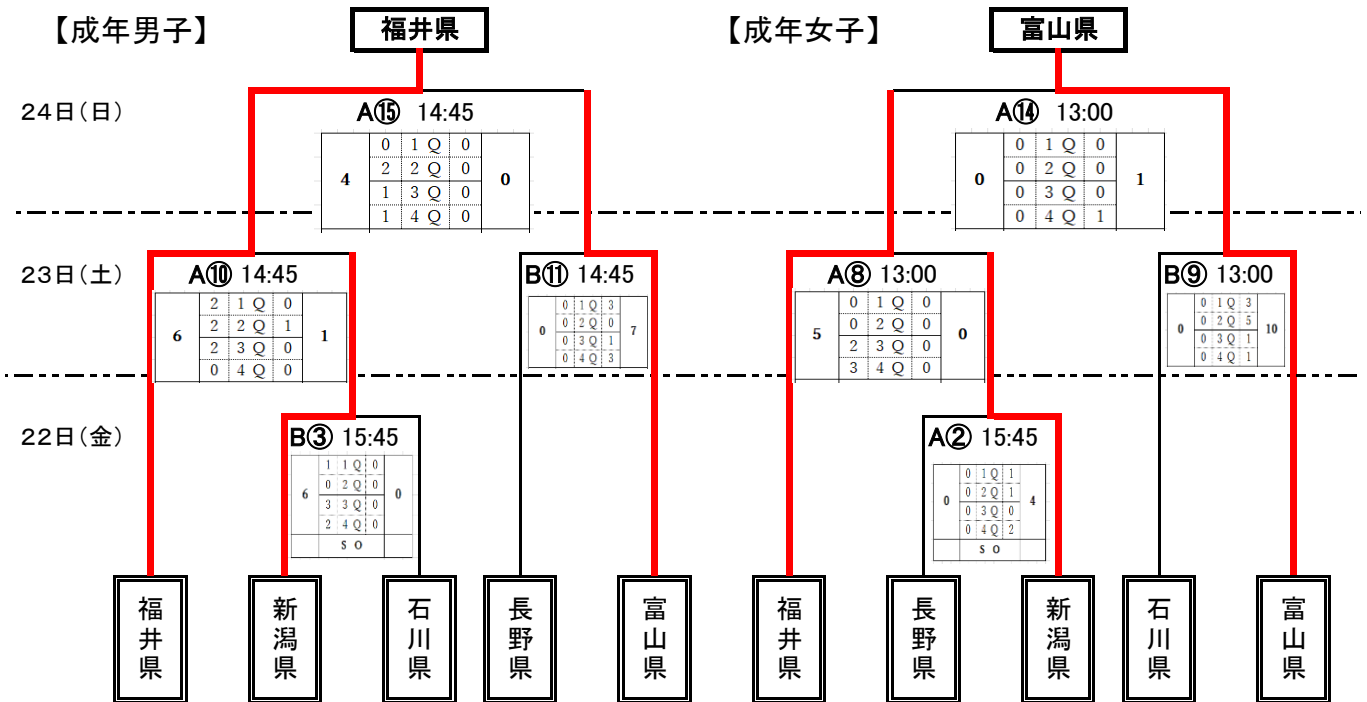 【成年男子】
福井県
【成年女子】
富山県
24日(日)
A⑮ 14:45
4
0 1Q 0
2 2Q 0
1 3Q 0
1 4Q 0
0
A⑭ 13:00
0
0 1Q 0
0 2Q 0
0 3Q 0
0 4Q 1
1
23日(土)
A⑩ 14:45
6
2 1Q 0
2 2Q 1
2 3Q 0
0 4Q 0
1
B⑪ 14:45
0
0 1Q 3
0 2Q 0
0 3Q 1
0 4Q 3
7
A⑧ 13:00
5
0 1Q 0
0 2Q 0
2 3Q 0
3 4Q 0
0
B⑨ 13:00
0
0 1Q 3
0 2Q 5
0 3Q 1
0 4Q 1
10
22日(金)
B③ 15:45
6
1 1Q 0
0 2Q 0
3 3Q 0
2 4Q 0
0
SO
A② 15:45
0
0 1Q 1
0 2Q 1
0 3Q 0
0 4Q 2
4
SO
福井県
新潟県
石川県
長野県
富山県
福井県
長野県
新潟県
石川県
富山県